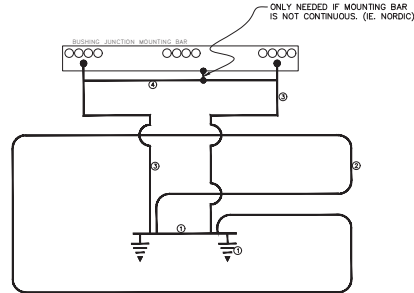 ONLY NEEDED IF MOUNTING BAR
IS NOT CONTINUOUS. (IE. NORDIC)
BUSHING JUNCTION MOUNTING BAR
4
3
3
2
1
1